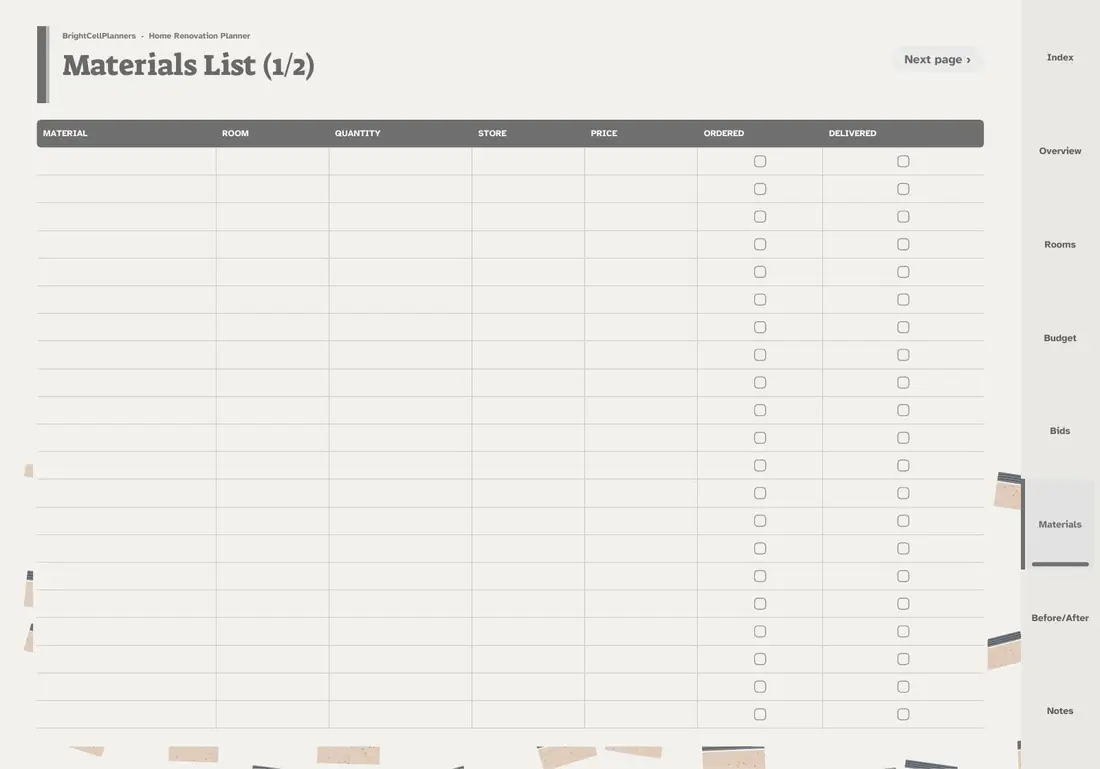 BrightCellPlanners - Home Renovation Planner
Materials List (1/2)
Next page ›
MATERIAL ROOM QUANTITY STORE PRICE ORDERED DELIVERED
Index
Overview
Rooms
Budget
Bids
Materials
Before/After
Notes